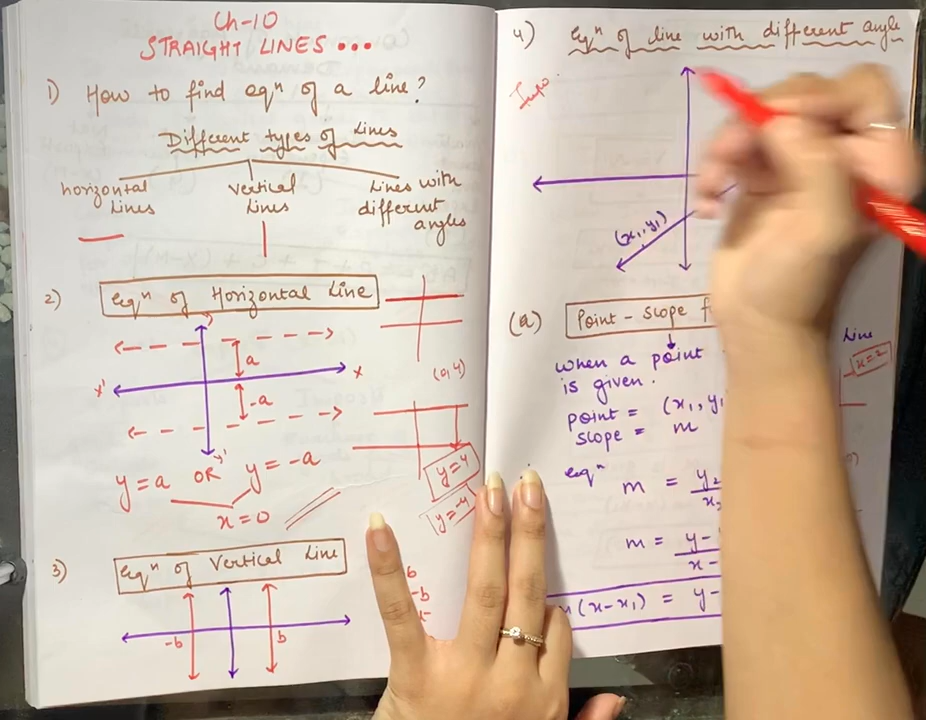 Ch-10
STRAIGHT LINES...
1) How to find eqⁿ of a line?
Different types of lines
horizontal lines
vertical lines
Lines with different angles
2) eqⁿ of Horizontal Line
a
x'
x
-a
y'
(0,4)
y=a OR y=-a
x=0
y=4
y=-4
3) eqⁿ of Vertical Line
-b
b
b
-b
4) eqⁿ of line with different angle
(x₁,y₁)
(a) Point-slope f
when a point
is given.
point = (x₁, y₁
slope = m
eqⁿ
m = y₂
x₂
m = y-
x-
(x-x₁) = y-
Line
x=2